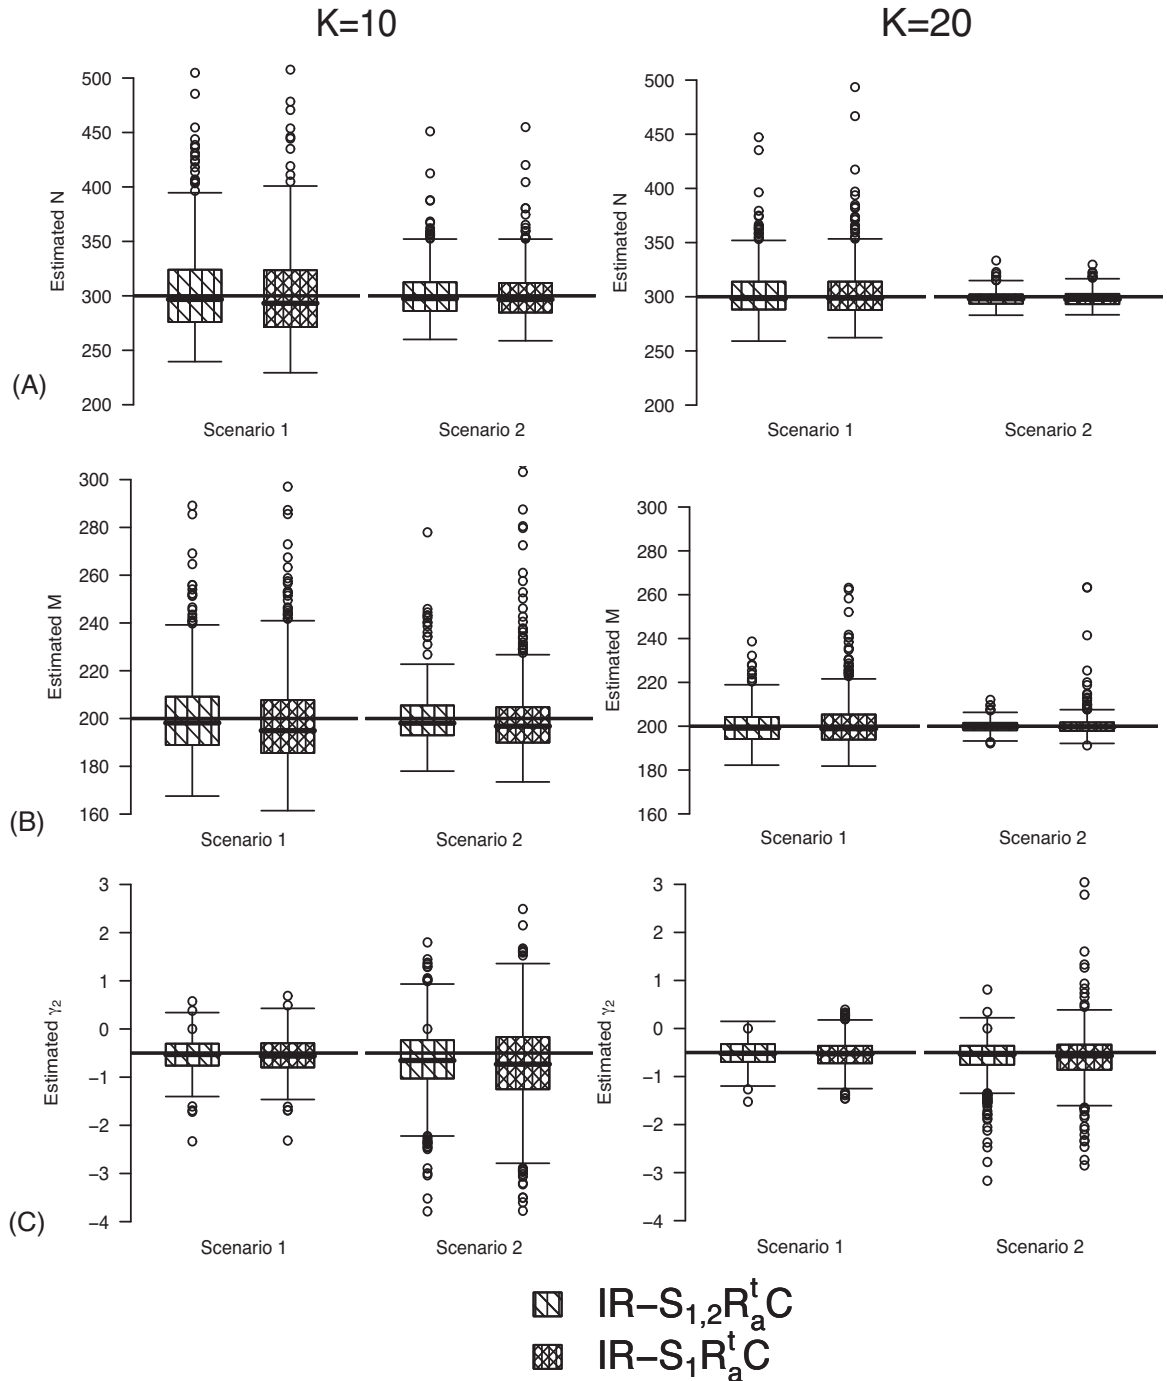 K=10
K=20
(A)
Estimated N
500
450
400
350
300
250
200
Scenario 1
Scenario 2
Estimated N
500
450
400
350
300
250
200
Scenario 1
Scenario 2
(B)
Estimated M
300
280
260
240
220
200
180
160
Scenario 1
Scenario 2
Estimated M
300
280
260
240
220
200
180
160
Scenario 1
Scenario 2
(C)
Estimated γ₂
3
2
1
0
−1
−2
−3
−4
Scenario 1
Scenario 2
Estimated γ₂
3
2
1
0
−1
−2
−3
−4
Scenario 1
Scenario 2
IR−S₁,₂RₐᵗC
IR−S₁RₐᵗC